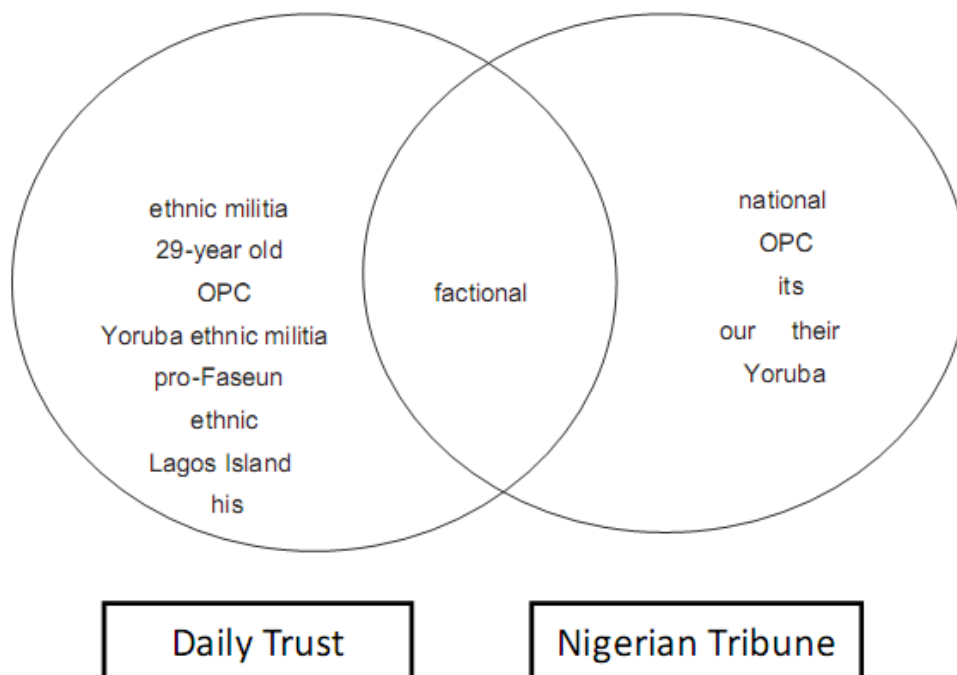 ethnic militia
29-year old
OPC
Yoruba ethnic militia
pro-Faseun
ethnic
Lagos Island
his
factional
national
OPC
its
our their
Yoruba
Daily Trust
Nigerian Tribune